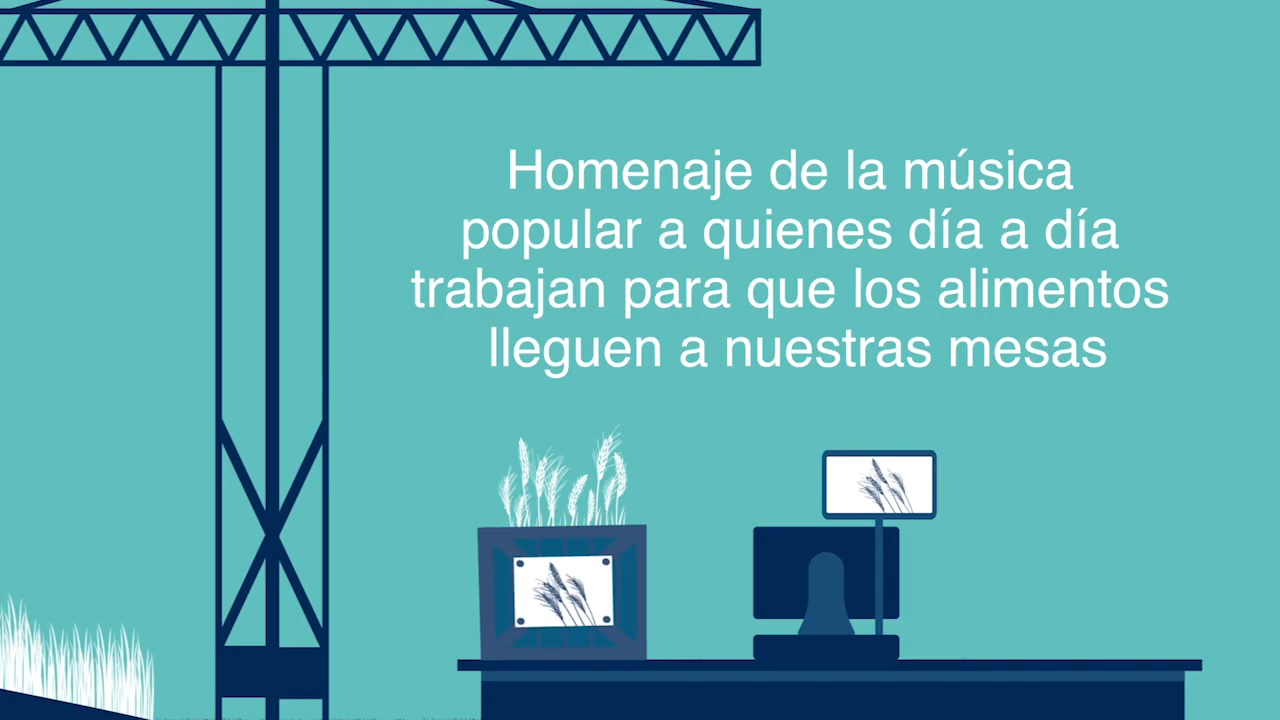 Homenaje de la música
popular a quienes día a día
trabajan para que los alimentos
lleguen a nuestras mesas